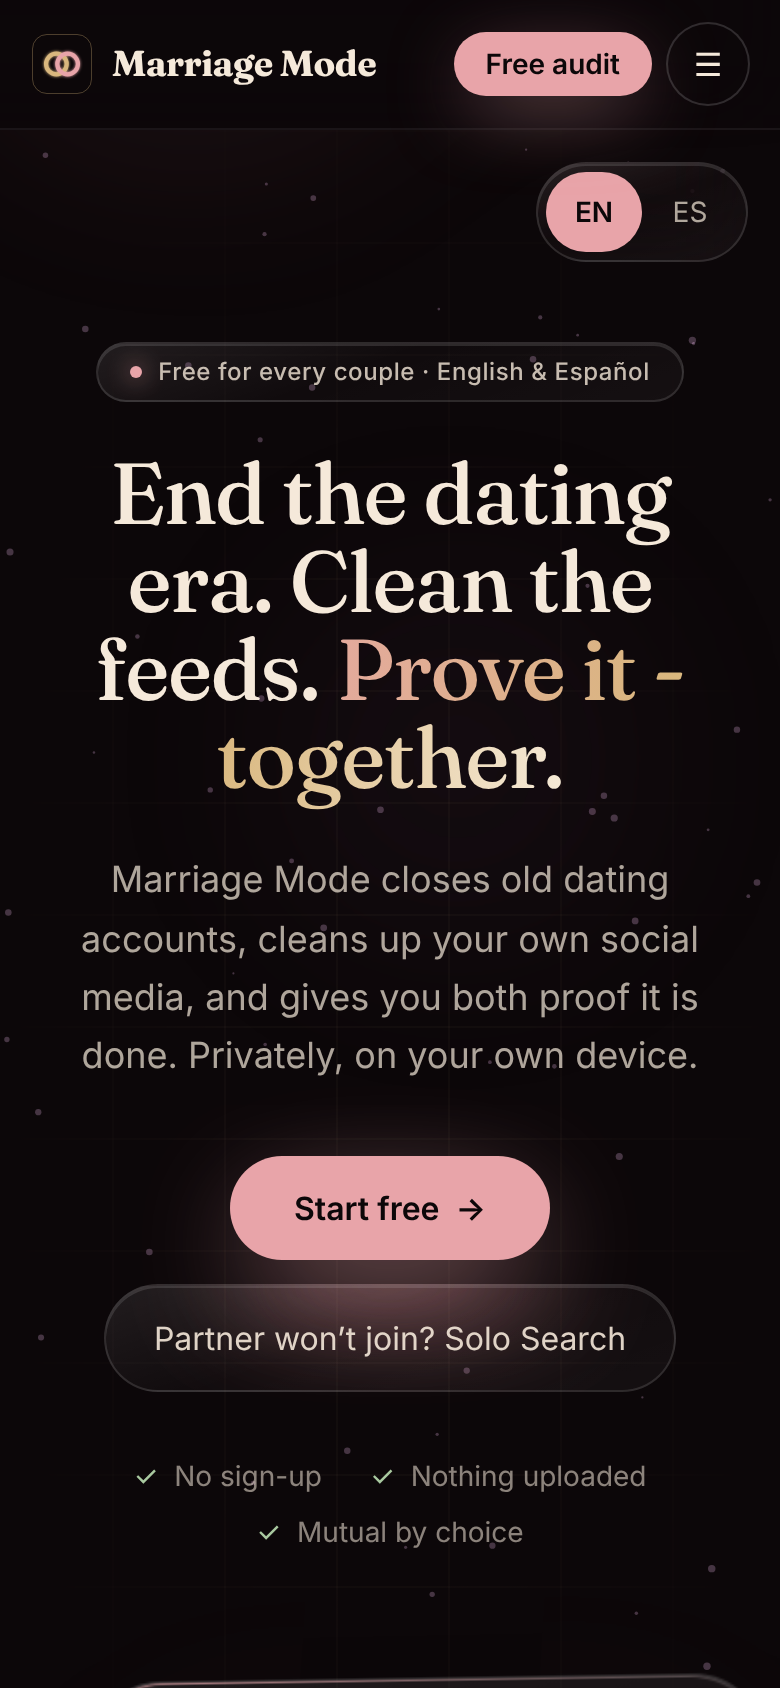 Marriage Mode
Free audit
☰
EN ES
Free for every couple · English & Español
End the dating
era. Clean the
feeds. Prove it -
together.
Marriage Mode closes old dating
accounts, cleans up your own social
media, and gives you both proof it is
done. Privately, on your own device.
Start free →
Partner won’t join? Solo Search
✓ No sign-up ✓ Nothing uploaded
✓ Mutual by choice